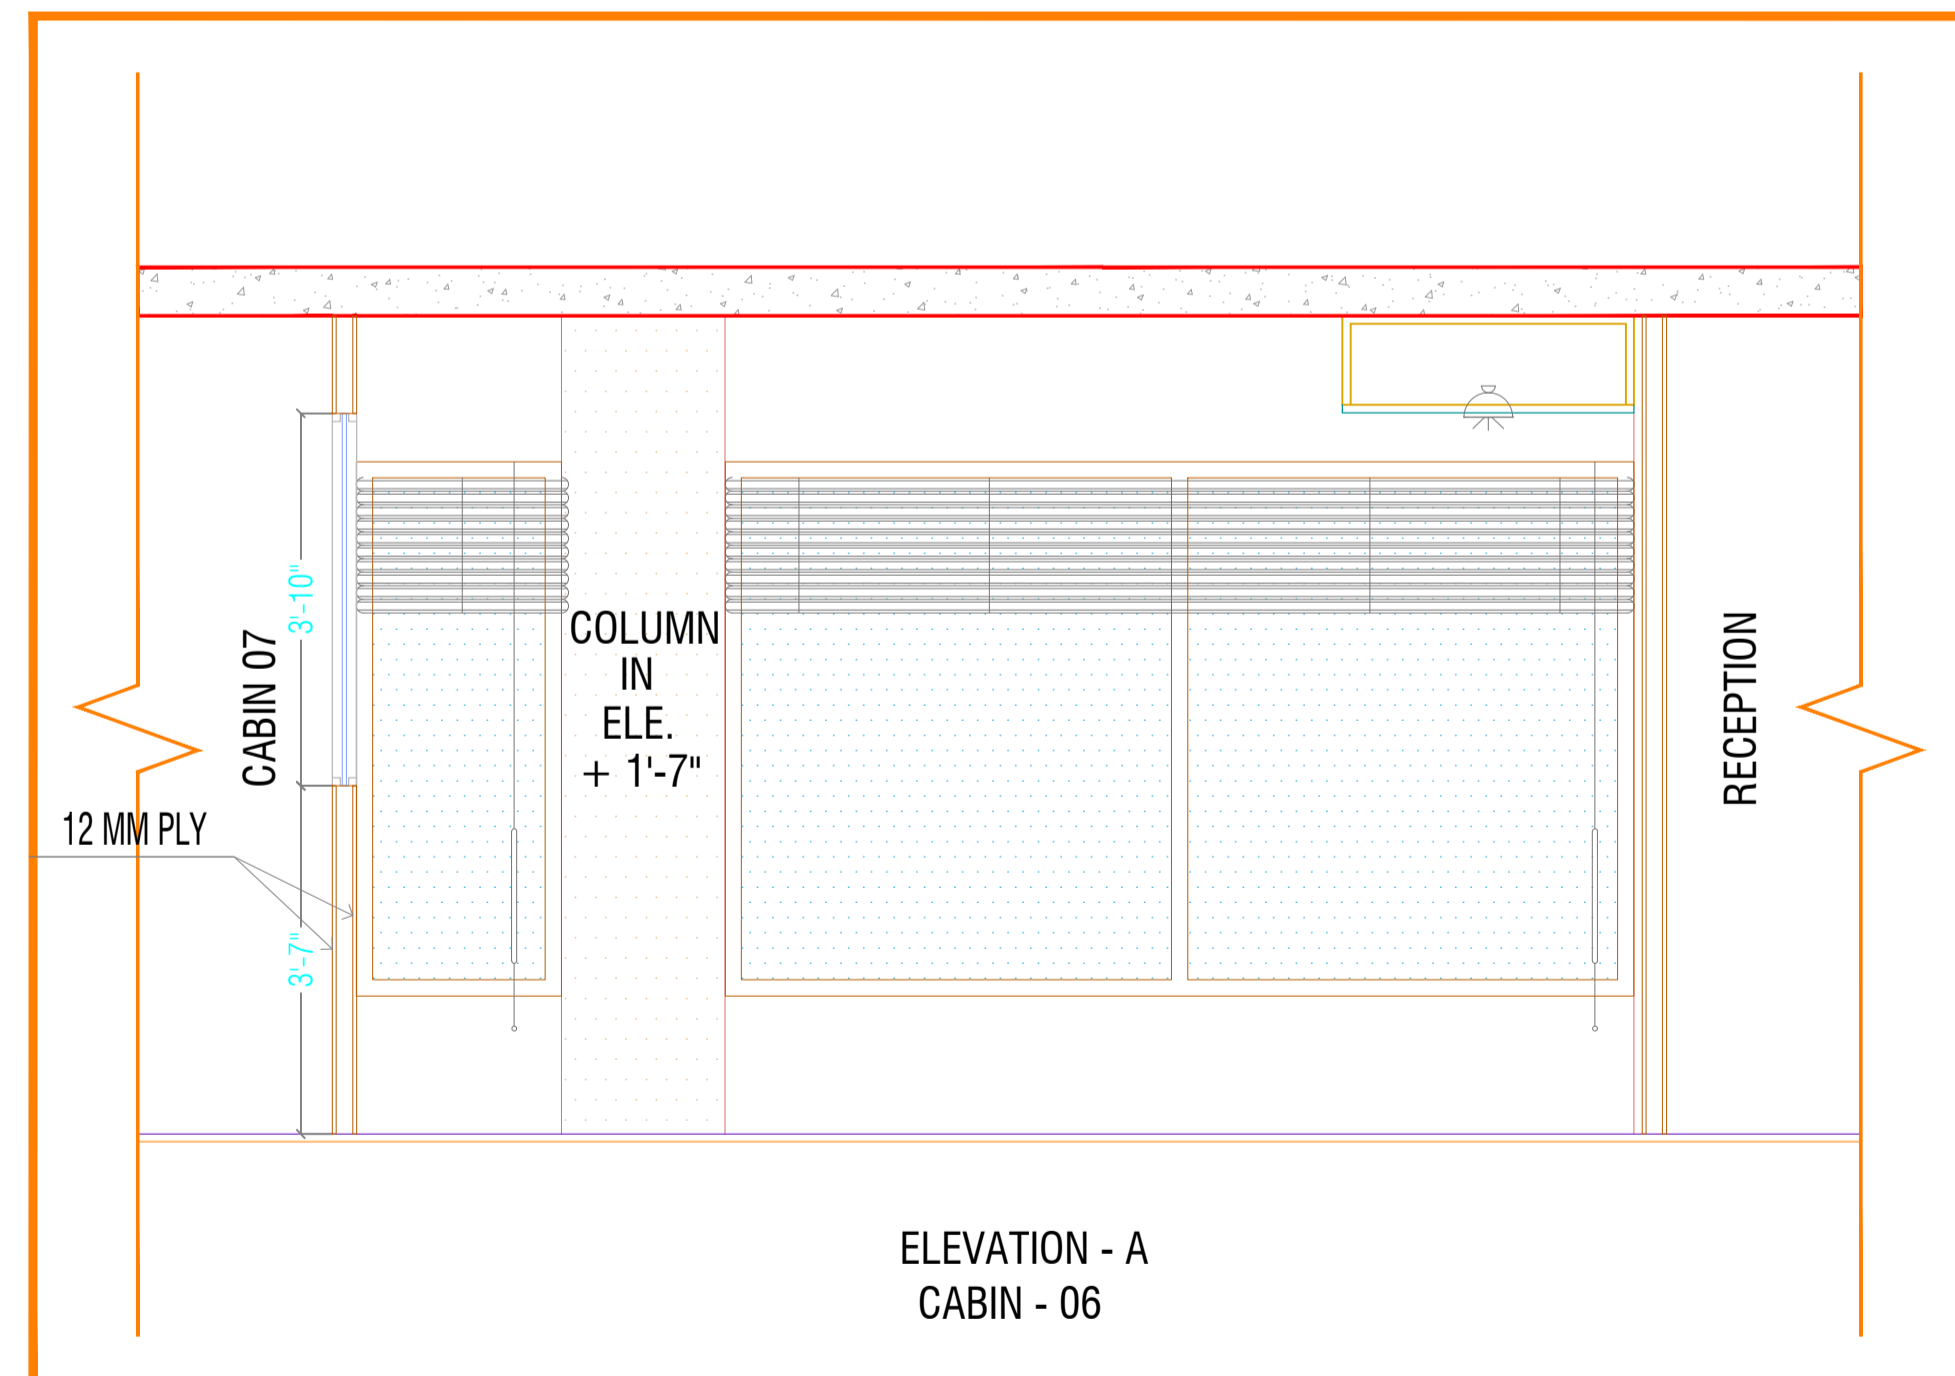 CABIN 07
3'-10"
COLUMN
IN
ELE.
+ 1'-7"
RECEPTION
12 MM PLY
3'-7"
ELEVATION - A
CABIN - 06